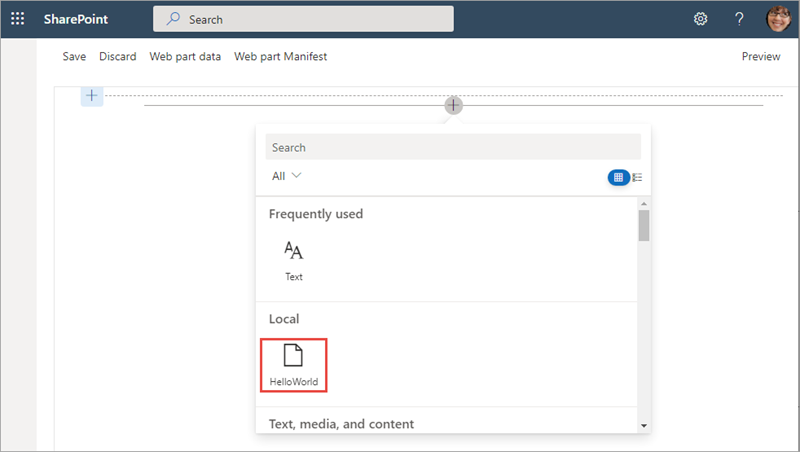 SharePoint Search ?
Save Discard Web part data Web part Manifest Preview
Search
All
Frequently used
Text
Local
HelloWorld
Text, media, and content